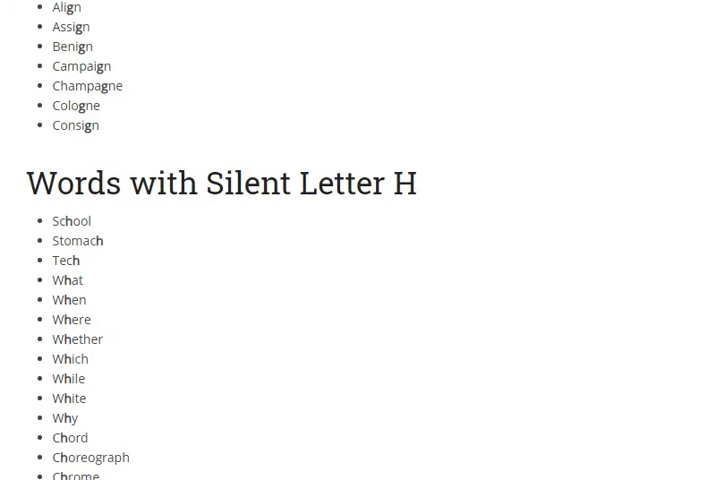 Align
Assign
Benign
Campaign
Champagne
Cologne
Consign
Words with Silent Letter H
School
Stomach
Tech
What
When
Where
Whether
Which
While
White
Why
Chord
Choreograph
Chrome